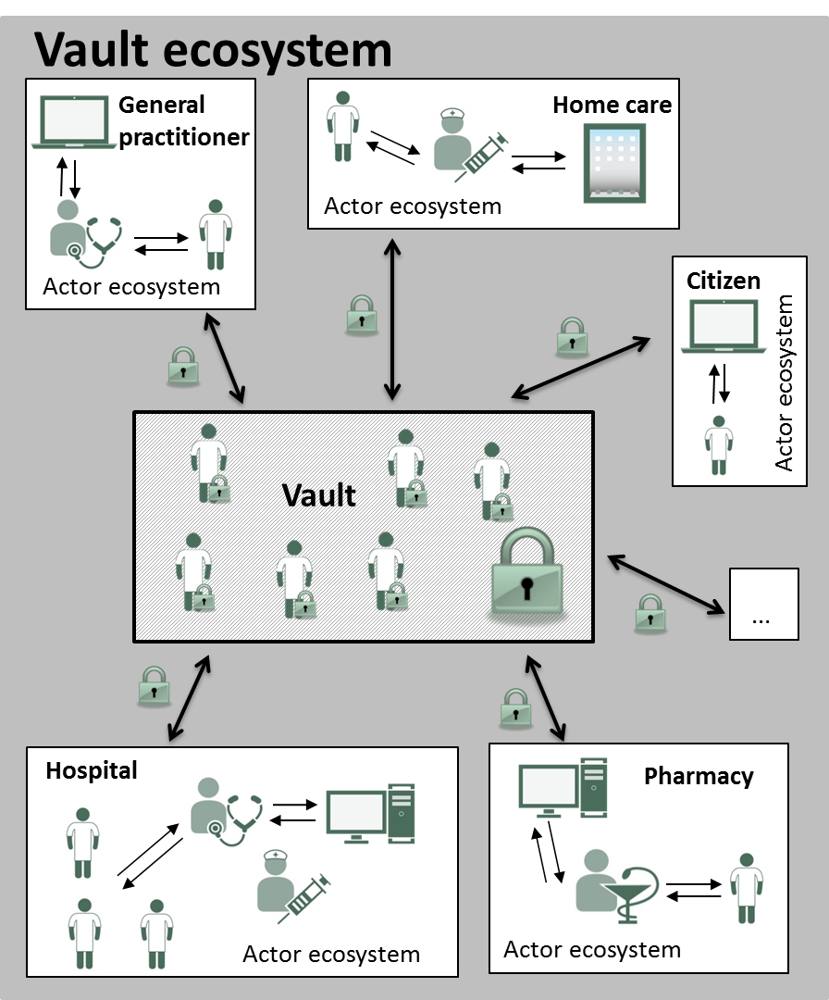 Vault ecosystem
General
practitioner
Actor ecosystem
Home care
Actor ecosystem
Citizen
Actor ecosystem
Vault
...
Hospital
Actor ecosystem
Pharmacy
Actor ecosystem